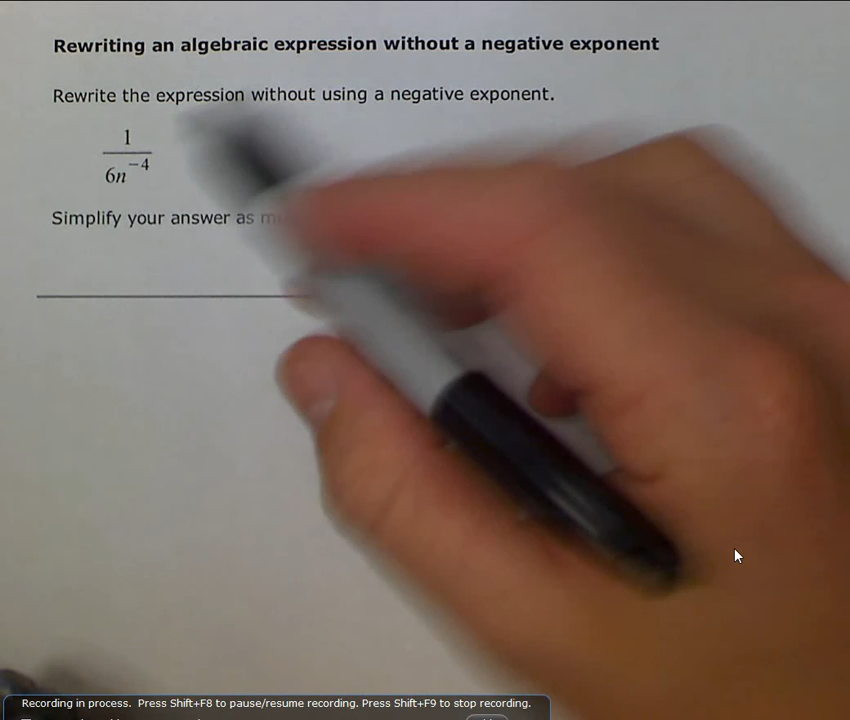 Rewriting an algebraic expression without a negative exponent
Rewrite the expression without using a negative exponent.
1
6n⁻⁴
Simplify your answer as
Recording in process. Press Shift+F8 to pause/resume recording. Press Shift+F9 to stop recording.